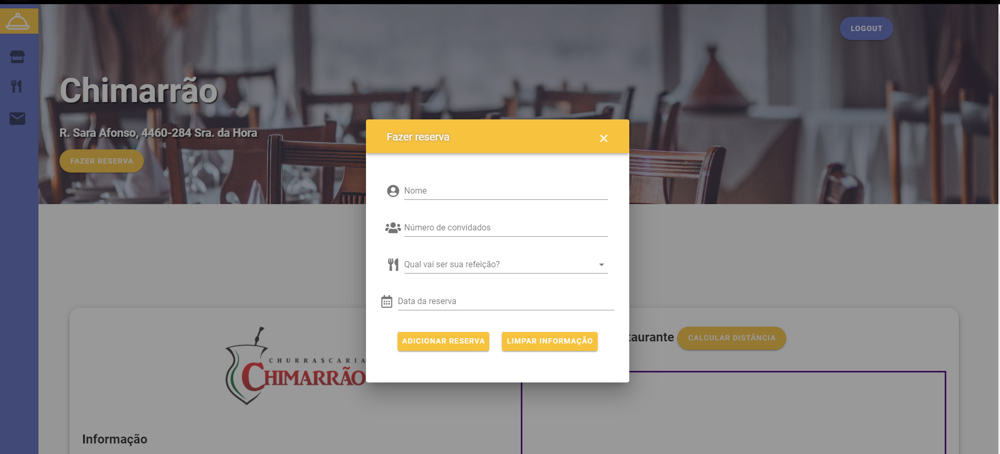 LOGOUT
Chimarrão
R. Sara Afonso, 4460-284 Sra. da Hora
FAZER RESERVA
Fazer reserva
Nome
Número de convidados
Qual vai ser sua refeição?
Data da reserva
ADICIONAR RESERVA
LIMPAR INFORMAÇÃO
taurante
CALCULAR DISTÂNCIA
CHURRASCARIA
CHIMARRÃO
Informação